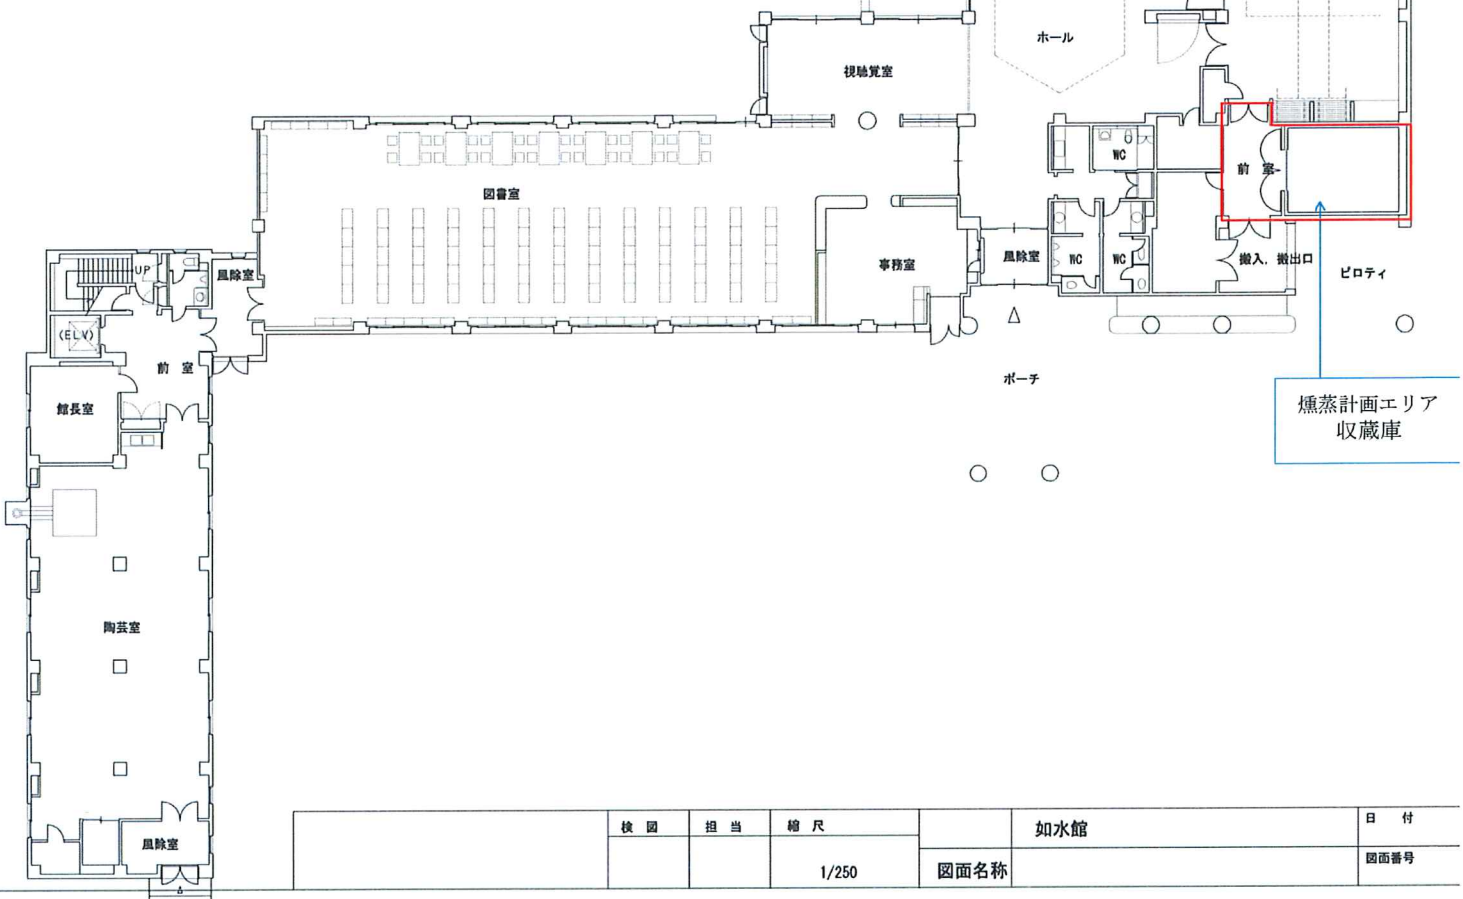 ホール
視聴覚室
WC
前室
図書室
風除室
WC
WC
搬入, 搬出口
ピロティ
事務室
UP
風除室
(ELV)
前室
ポーチ
館長室
燻蒸計画エリア
収蔵庫
陶芸室
風除室
検図
担当
縮尺
1/250
如水館
図面名称
日付
図面番号